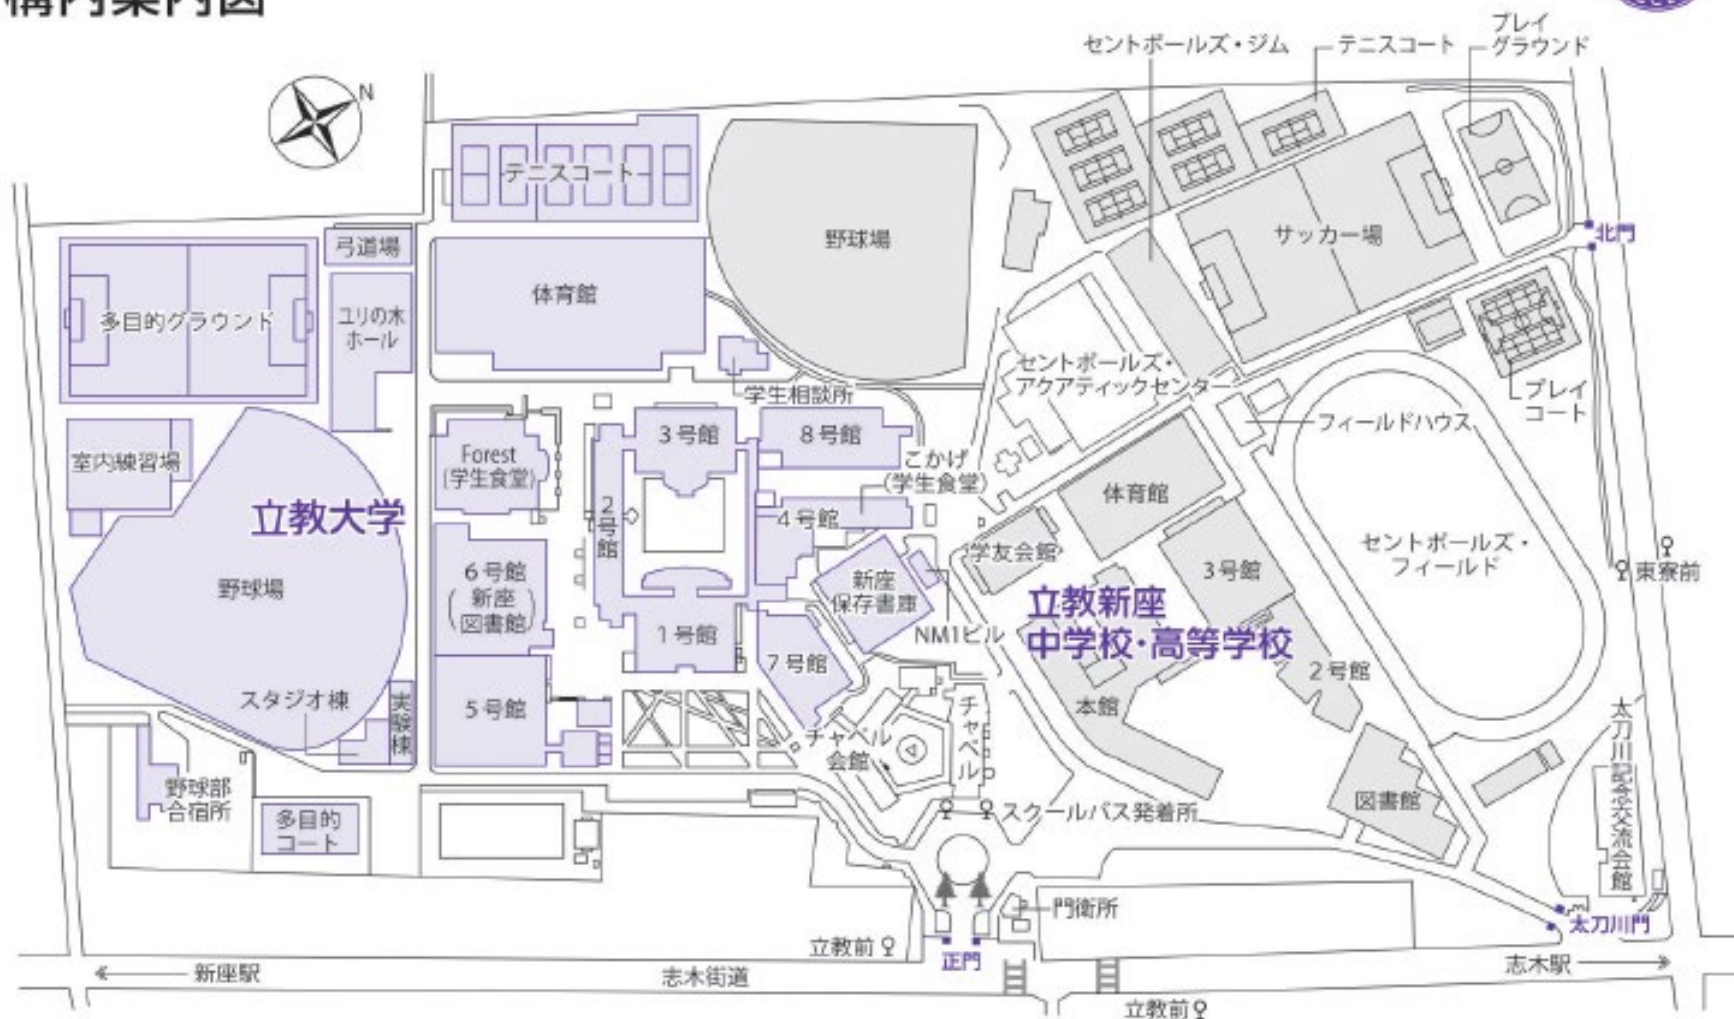 構内案内図
プレイ
グラウンド
セントポールズ・ジム
テニスコート
N
テニスコート
野球場
サッカー場
北門
弓道場
体育館
多目的グラウンド
ユリの木
ホール
セントポールズ・
アクアティックセンター
プレイ
コート
学生相談所
フィールドハウス
3号館
8号館
Forest
(学生食堂)
こかげ
(学生食堂)
室内練習場
体育館
立教大学
2号館
4号館
学友会館
セントポールズ・
フィールド
3号館
東寮前
野球場
6号館
(新座
図書館)
新座
保存書庫
立教新座
中学校・高等学校
NM1ビル
1号館
7号館
2号館
スタジオ棟
実験棟
5号館
チャペル
会館
チャペル
本館
太刀川記念交流会館
野球部
合宿所
多目的
コート
スクールバス発着所
図書館
門衛所
太刀川門
立教前
正門
新座駅
志木街道
志木駅
立教前